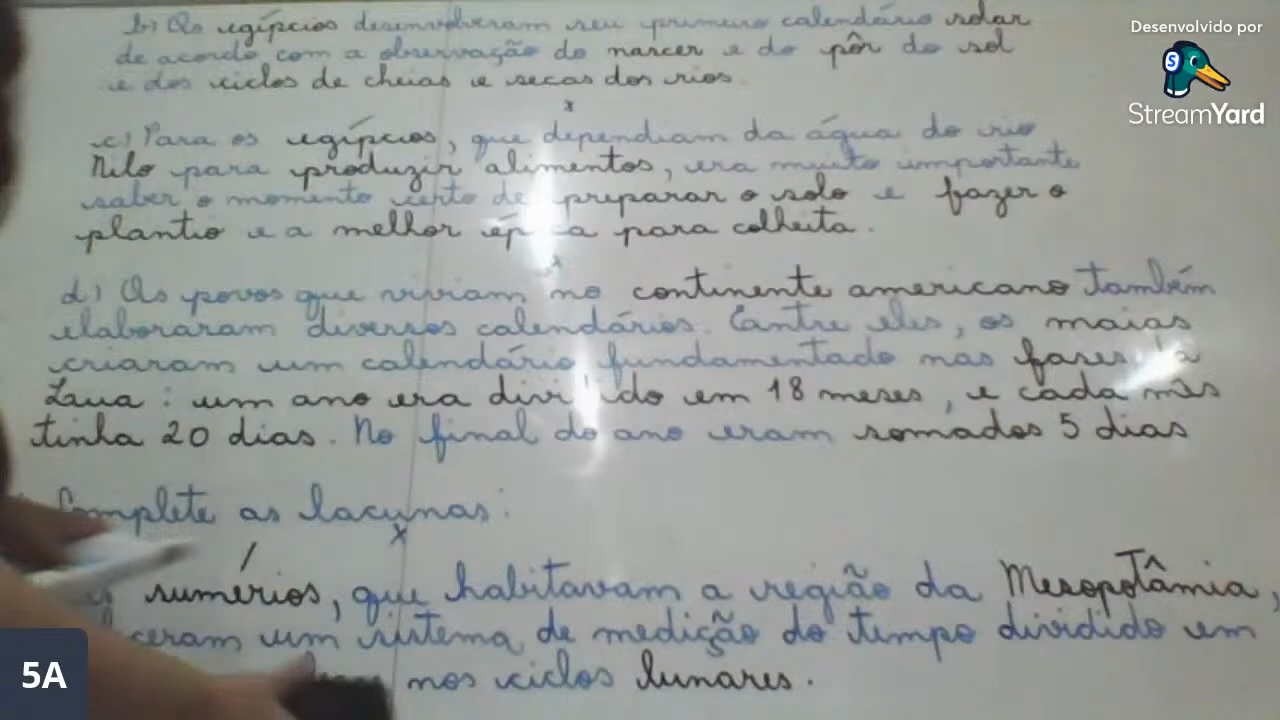 b) Os egípcios desenvolveram seu primeiro calendário solar
de acordo com a observação do nascer e do pôr do sol
e dos ciclos de cheias e secas dos rios.
x
c) Para os egípcios, que dependiam da água do rio
Nilo para produzir alimentos, era muito importante
saber o momento certo de preparar o solo e fazer o
plantio e a melhor ép a para colheita.
x
d) Os povos que viviam no continente americano também
elaboraram diversos calendários. Entre eles, os maias
criaram um calendário fundamentado nas fases da
Lua: um ano era dividido em 18 meses, e cada mês
tinha 20 dias. No final do ano eram somados 5 dias
Complete as lacunas:
x
sumérios, que habitavam a região da Mesopotâmia,
ceram um sistema de medição do tempo dividido em
nos ciclos lunares.
5A
Desenvolvido por
StreamYard